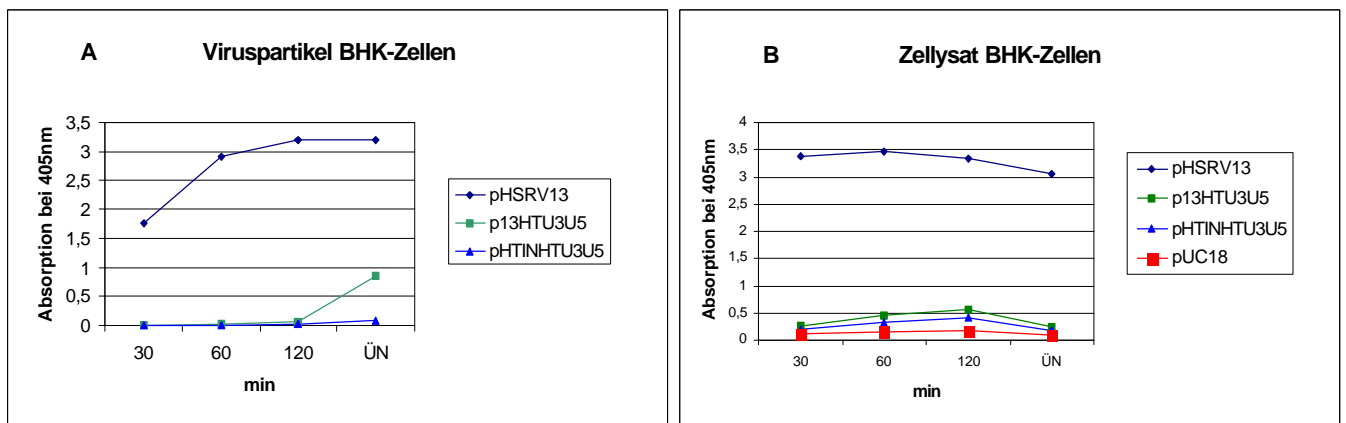 A Viruspartikel BHK-Zellen
Absorption bei 405nm
3,5
3
2,5
2
1,5
1
0,5
0
30 60 120 ÜN
min
pHSRV13
p13HTU3U5
pHTINHTU3U5
B Zellysat BHK-Zellen
Absorption bei 405nm
4
3,5
3
2,5
2
1,5
1
0,5
0
30 60 120 ÜN
min
pHSRV13
p13HTU3U5
pHTINHTU3U5
pUC18